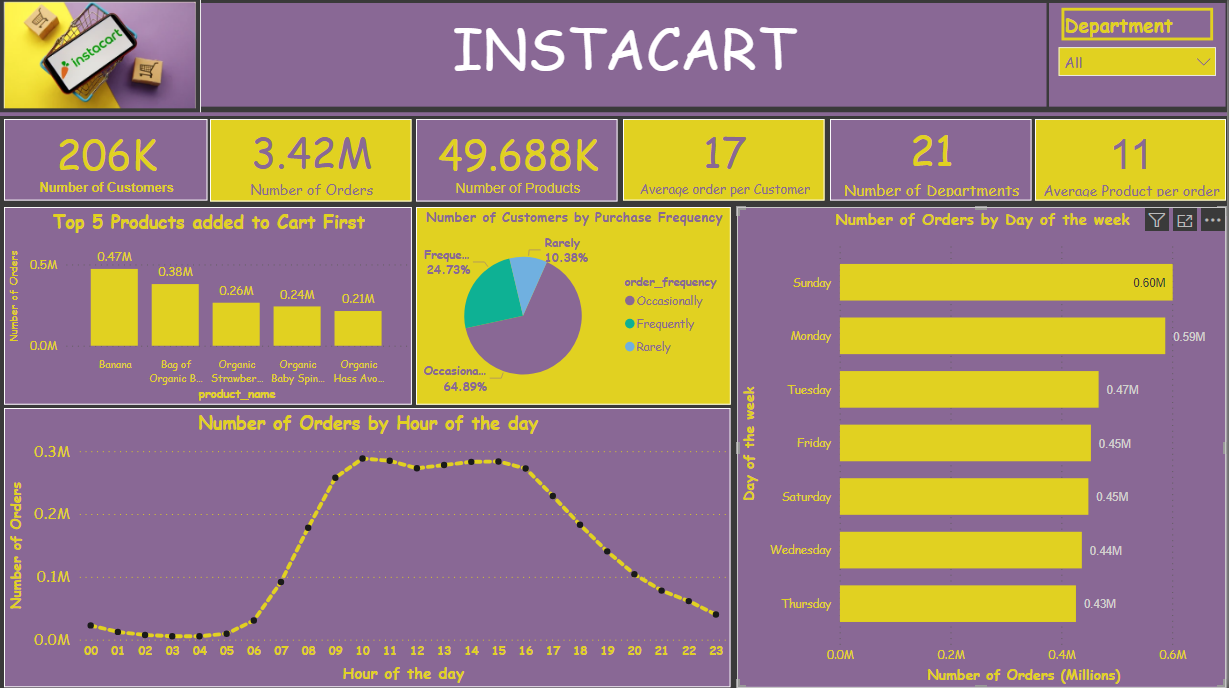 instacart
INSTACART
Department
All
206K
Number of Customers
3.42M
Number of Orders
49.688K
Number of Products
17
Average order per Customer
21
Number of Departments
11
Average Product per order
Top 5 Products added to Cart First
Number of Orders
0.5M
0.0M
0.47M
0.38M
0.26M
0.24M
0.21M
Banana
Bag of
Organic B...
Organic
Strawber...
Organic
Baby Spin...
Organic
Hass Avo...
product_name
Number of Customers by Purchase Frequency
Rarely
10.38%
Freque...
24.73%
Occasiona...
64.89%
order_frequency
Occasionally
Frequently
Rarely
Number of Orders by Day of the week
Day of the week
Sunday
0.60M
Monday
0.59M
Tuesday
0.47M
Friday
0.45M
Saturday
0.45M
Wednesday
0.44M
Thursday
0.43M
0.0M
0.2M
0.4M
0.6M
Number of Orders (Millions)
Number of Orders by Hour of the day
Number of Orders
0.3M
0.2M
0.1M
0.0M
00 01 02 03 04 05 06 07 08 09 10 11 12 13 14 15 16 17 18 19 20 21 22 23
Hour of the day